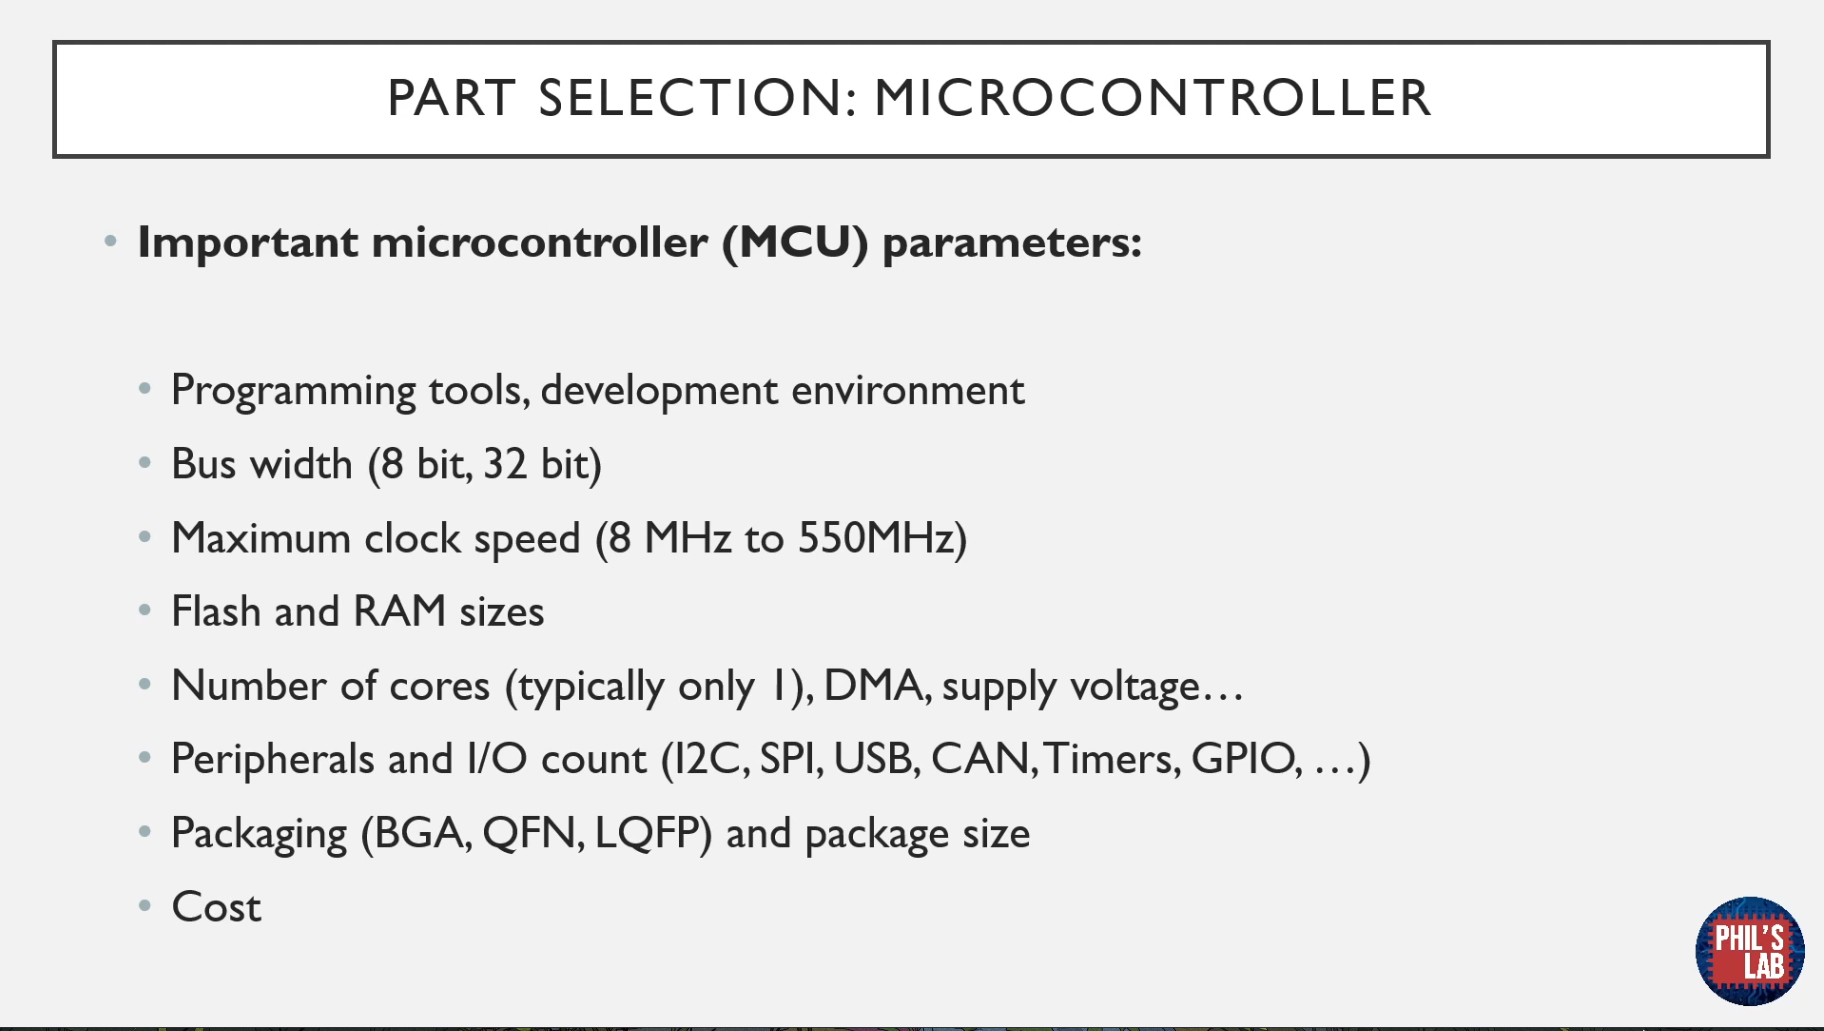 PART SELECTION: MICROCONTROLLER
• Important microcontroller (MCU) parameters:
• Programming tools, development environment
• Bus width (8 bit, 32 bit)
• Maximum clock speed (8 MHz to 550MHz)
• Flash and RAM sizes
• Number of cores (typically only 1), DMA, supply voltage…
• Peripherals and I/O count (I2C, SPI, USB, CAN, Timers, GPIO, …)
• Packaging (BGA, QFN, LQFP) and package size
• Cost
PHIL'S
LAB